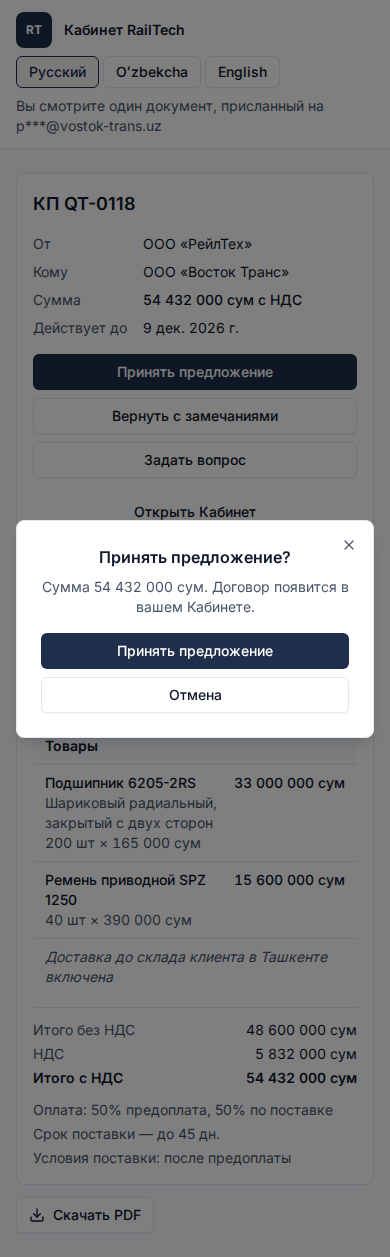 RT Кабинет RailTech
Русский Oʻzbekcha English
Вы смотрите один документ, присланный на
p***@vostok-trans.uz
КП QT-0118
От ООО «РейлТех»
Кому ООО «Восток Транс»
Сумма 54 432 000 сум с НДС
Действует до 9 дек. 2026 г.
Принять предложение
Вернуть с замечаниями
Задать вопрос
Открыть Кабинет
Принять предложение?
Сумма 54 432 000 сум. Договор появится в
вашем Кабинете.
Принять предложение
Отмена
Товары
Подшипник 6205-2RS 33 000 000 сум
Шариковый радиальный,
закрытый с двух сторон
200 шт × 165 000 сум
Ремень приводной SPZ 15 600 000 сум
1250
40 шт × 390 000 сум
Доставка до склада клиента в Ташкенте
включена
Итого без НДС 48 600 000 сум
НДС 5 832 000 сум
Итого с НДС 54 432 000 сум
Оплата: 50% предоплата, 50% по поставке
Срок поставки — до 45 дн.
Условия поставки: после предоплаты
Скачать PDF